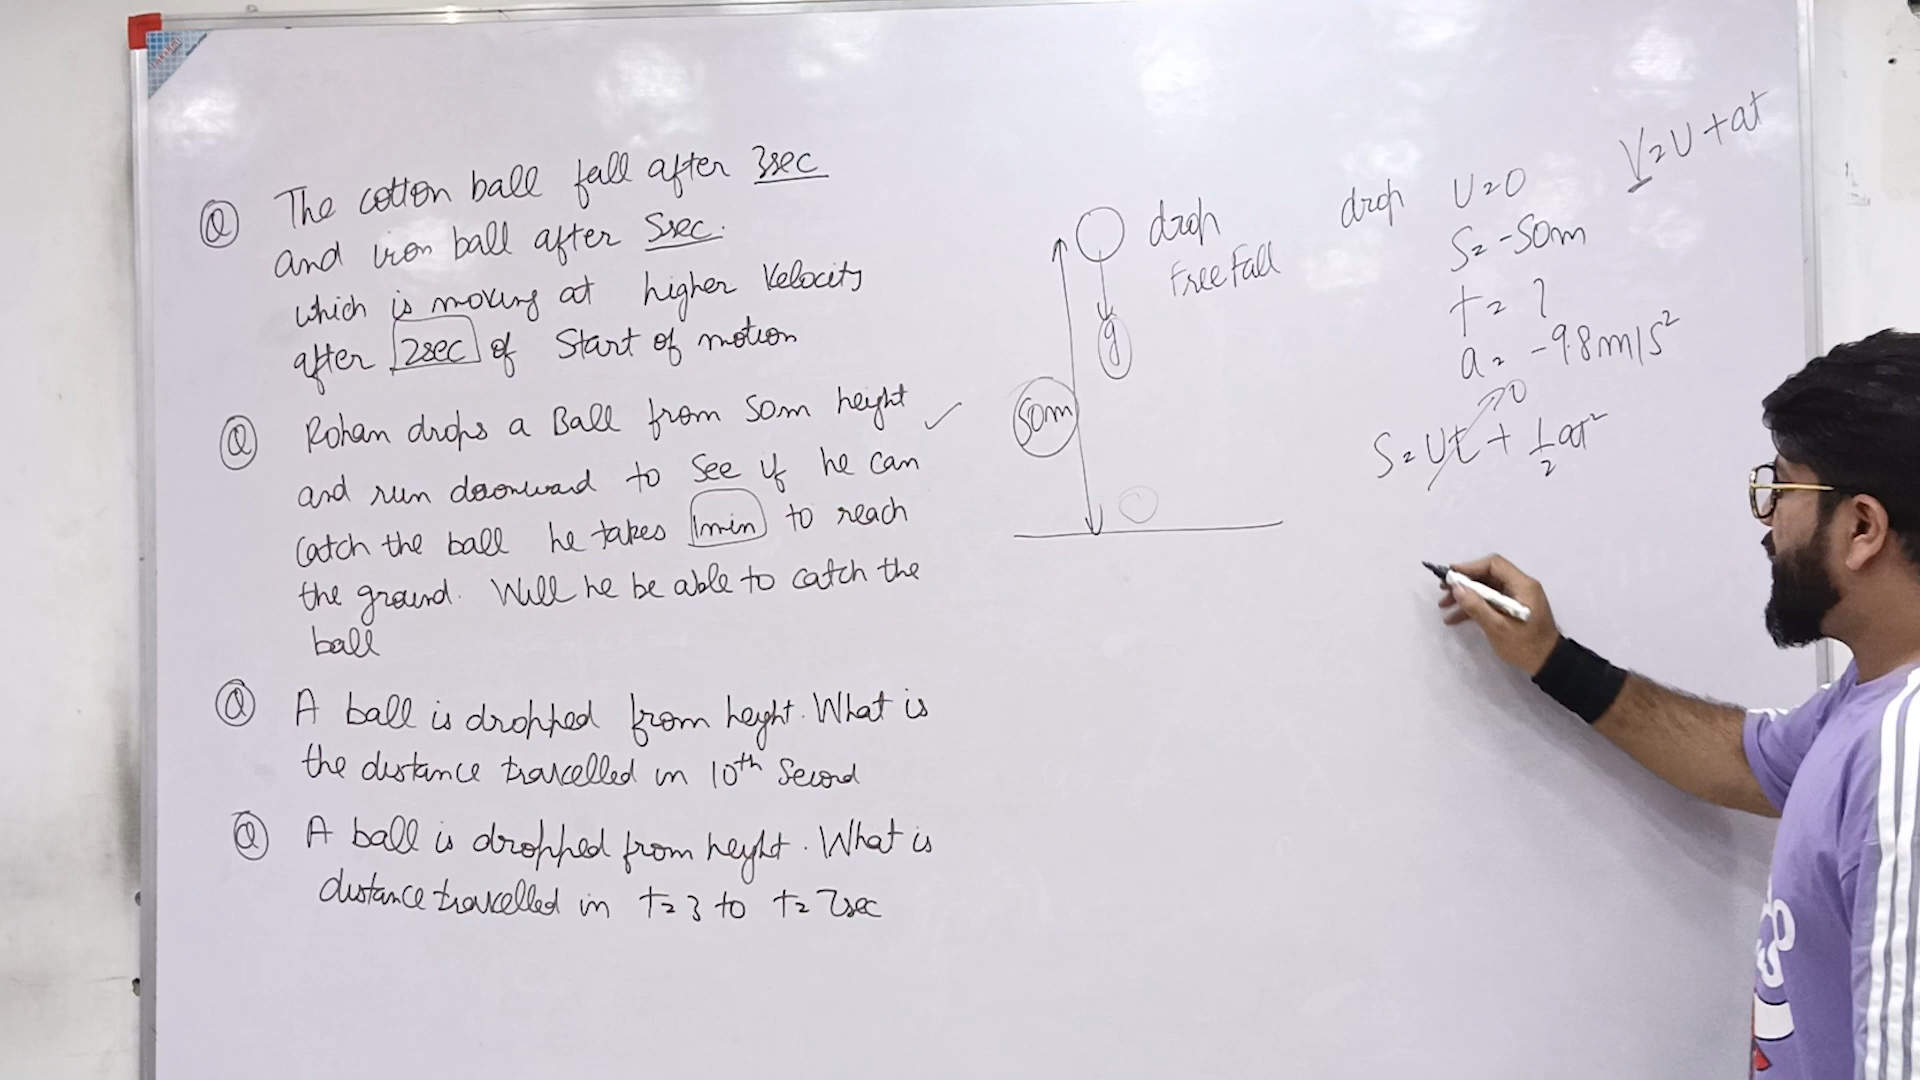 Q The cotton ball fall after 3sec
and iron ball after 5sec.
which is moving at higher Velocity
after 2sec of Start of motion
Q Rohan drops a Ball from 50m height
and run downward to See if he can
catch the ball he takes 1min to reach
the ground. Will he be able to catch the
ball
Q A ball is dropped from height. What is
the distance travelled in 10th Second
Q A ball is dropped from height. What is
distance travelled in t=3 to t=7sec
drop
Free Fall
g
50m
drop U=0
S=-50m
t=?
a=-9.8m/s²
S=Ut+½at²
0
V=U+at